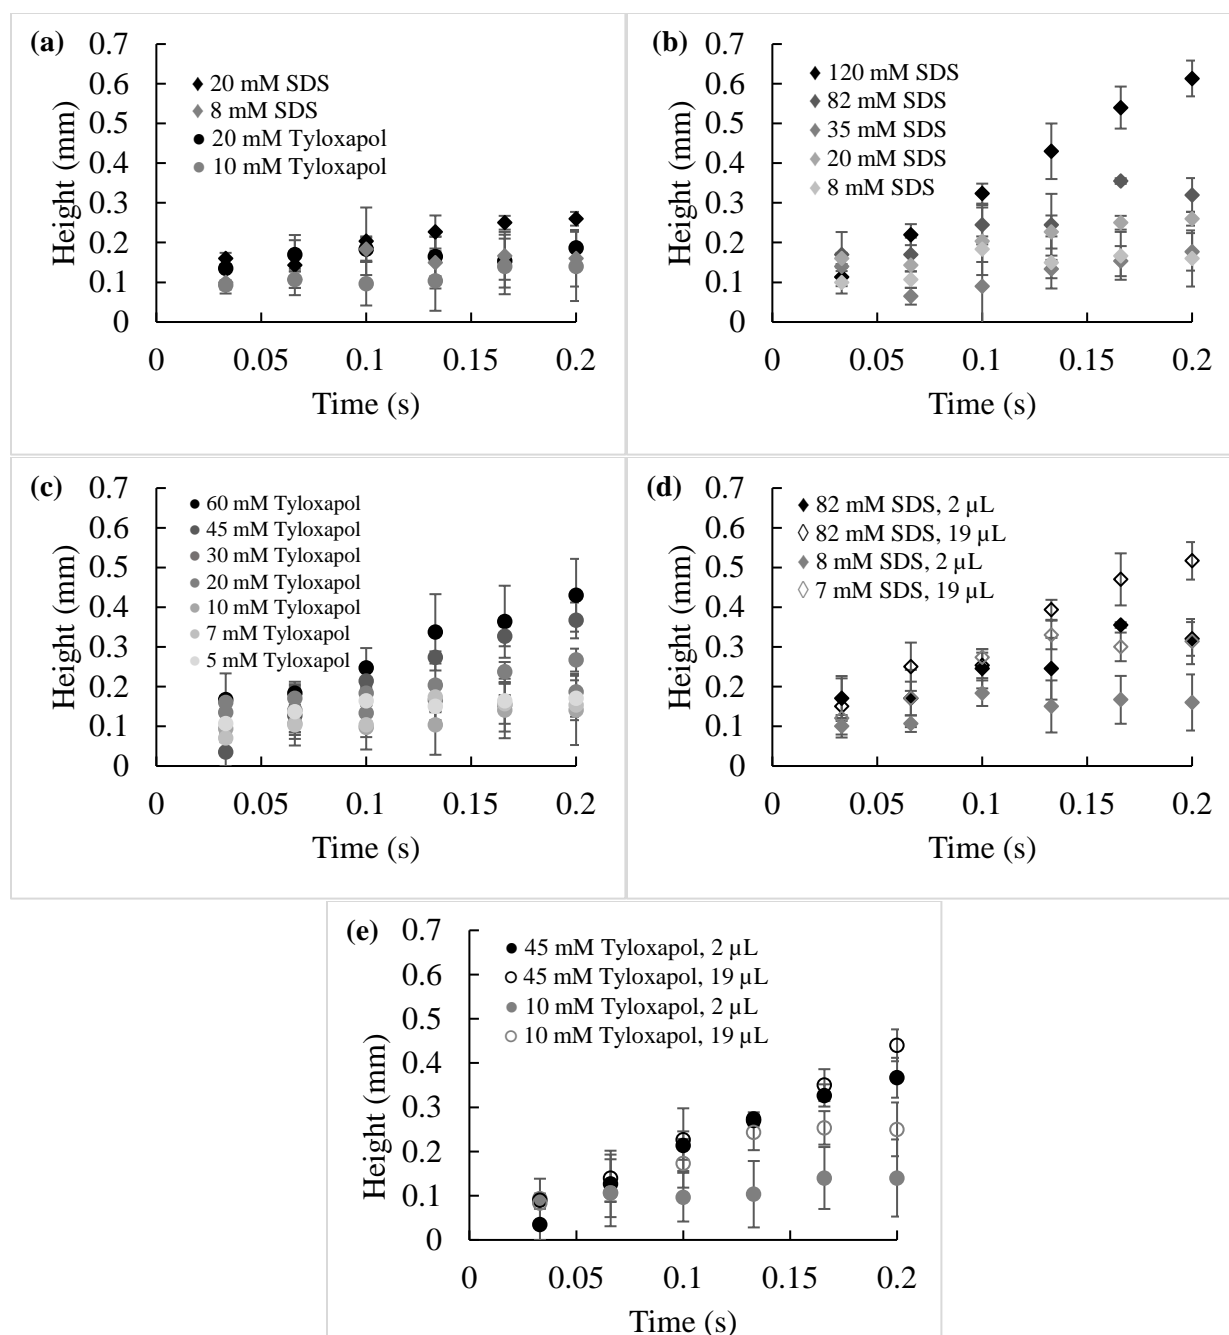 (a)
20 mM SDS
8 mM SDS
20 mM Tyloxapol
10 mM Tyloxapol
Height (mm)
0.7
0.6
0.5
0.4
0.3
0.2
0.1
0
0 0.05 0.1 0.15 0.2
Time (s)
(b)
120 mM SDS
82 mM SDS
35 mM SDS
20 mM SDS
8 mM SDS
Height (mm)
0.7
0.6
0.5
0.4
0.3
0.2
0.1
0
0 0.05 0.1 0.15 0.2
Time (s)
(c)
60 mM Tyloxapol
45 mM Tyloxapol
30 mM Tyloxapol
20 mM Tyloxapol
10 mM Tyloxapol
7 mM Tyloxapol
5 mM Tyloxapol
Height (mm)
0.7
0.6
0.5
0.4
0.3
0.2
0.1
0
0 0.05 0.1 0.15 0.2
Time (s)
(d)
82 mM SDS, 2 µL
82 mM SDS, 19 µL
8 mM SDS, 2 µL
7 mM SDS, 19 µL
Height (mm)
0.7
0.6
0.5
0.4
0.3
0.2
0.1
0
0 0.05 0.1 0.15 0.2
Time (s)
(e)
45 mM Tyloxapol, 2 µL
45 mM Tyloxapol, 19 µL
10 mM Tyloxapol, 2 µL
10 mM Tyloxapol, 19 µL
Height (mm)
0.7
0.6
0.5
0.4
0.3
0.2
0.1
0
0 0.05 0.1 0.15 0.2
Time (s)